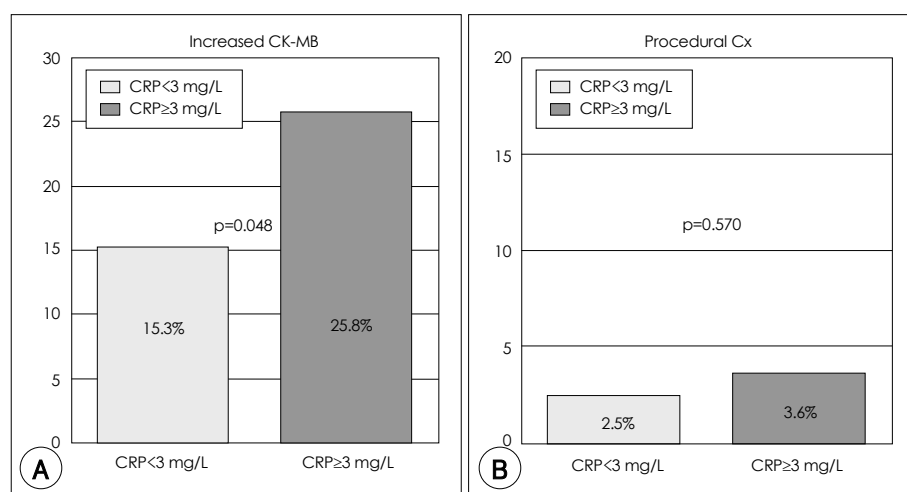 Increased CK-MB
30
25
20
15
10
5
0
CRP<3 mg/L
CRP≥3 mg/L
p=0.048
15.3%
25.8%
CRP<3 mg/L
CRP≥3 mg/L
A
Procedural Cx
20
15
10
5
0
CRP<3 mg/L
CRP≥3 mg/L
p=0.570
2.5%
3.6%
CRP<3 mg/L
CRP≥3 mg/L
B